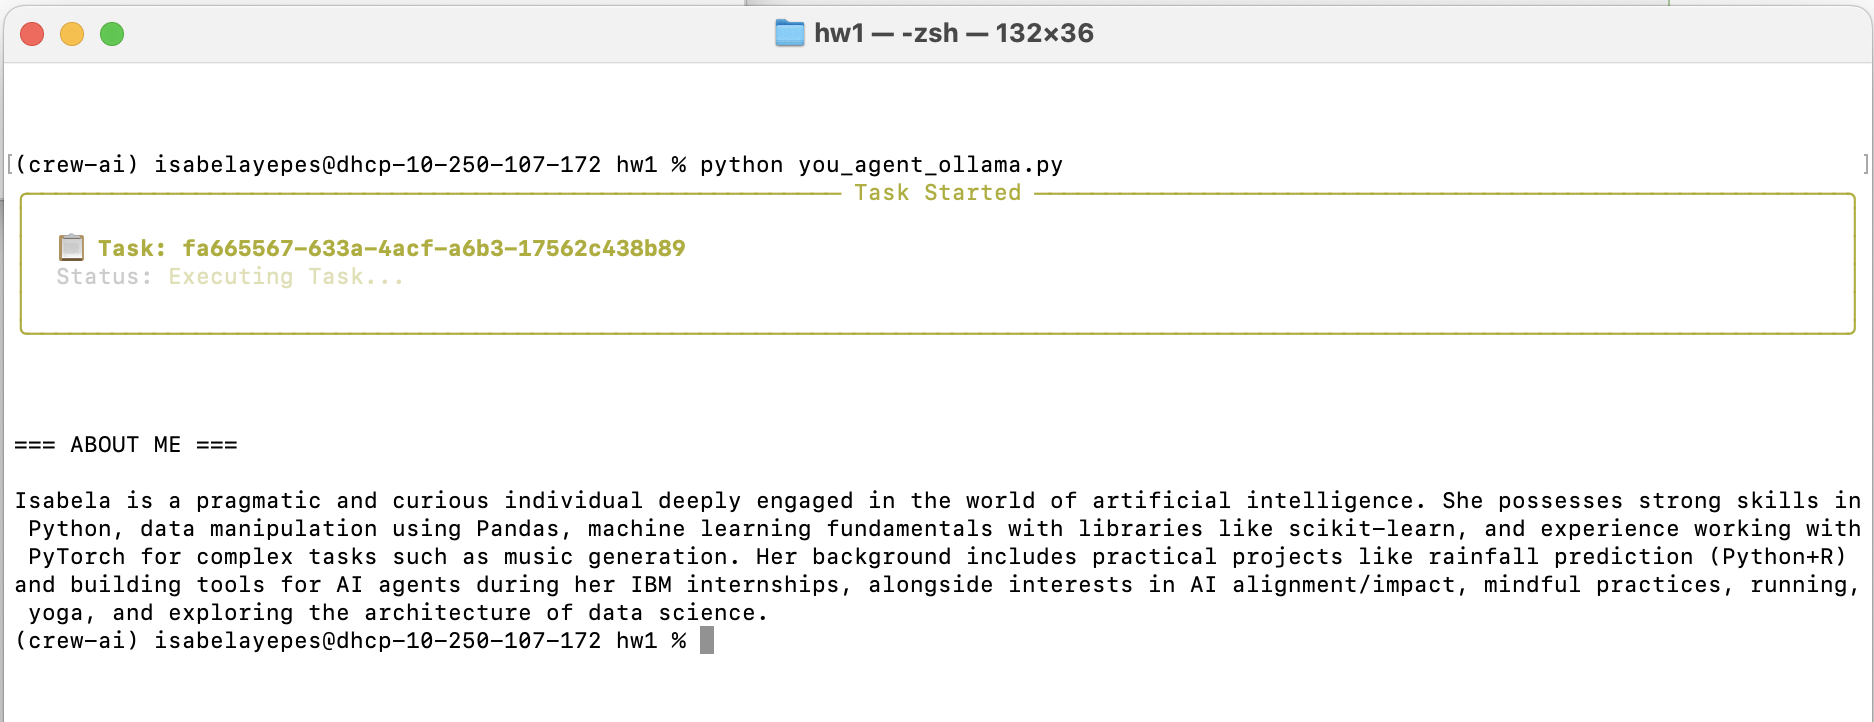 hw1 — -zsh — 132×36
[(crew-ai) isabelayepes@dhcp-10-250-107-172 hw1 % python you_agent_ollama.py ]
Task Started
📋 Task: fa665567-633a-4acf-a6b3-17562c438b89
Status: Executing Task...
=== ABOUT ME ===
Isabela is a pragmatic and curious individual deeply engaged in the world of artificial intelligence. She possesses strong skills in
Python, data manipulation using Pandas, machine learning fundamentals with libraries like scikit-learn, and experience working with
PyTorch for complex tasks such as music generation. Her background includes practical projects like rainfall prediction (Python+R)
and building tools for AI agents during her IBM internships, alongside interests in AI alignment/impact, mindful practices, running,
yoga, and exploring the architecture of data science.
(crew-ai) isabelayepes@dhcp-10-250-107-172 hw1 %